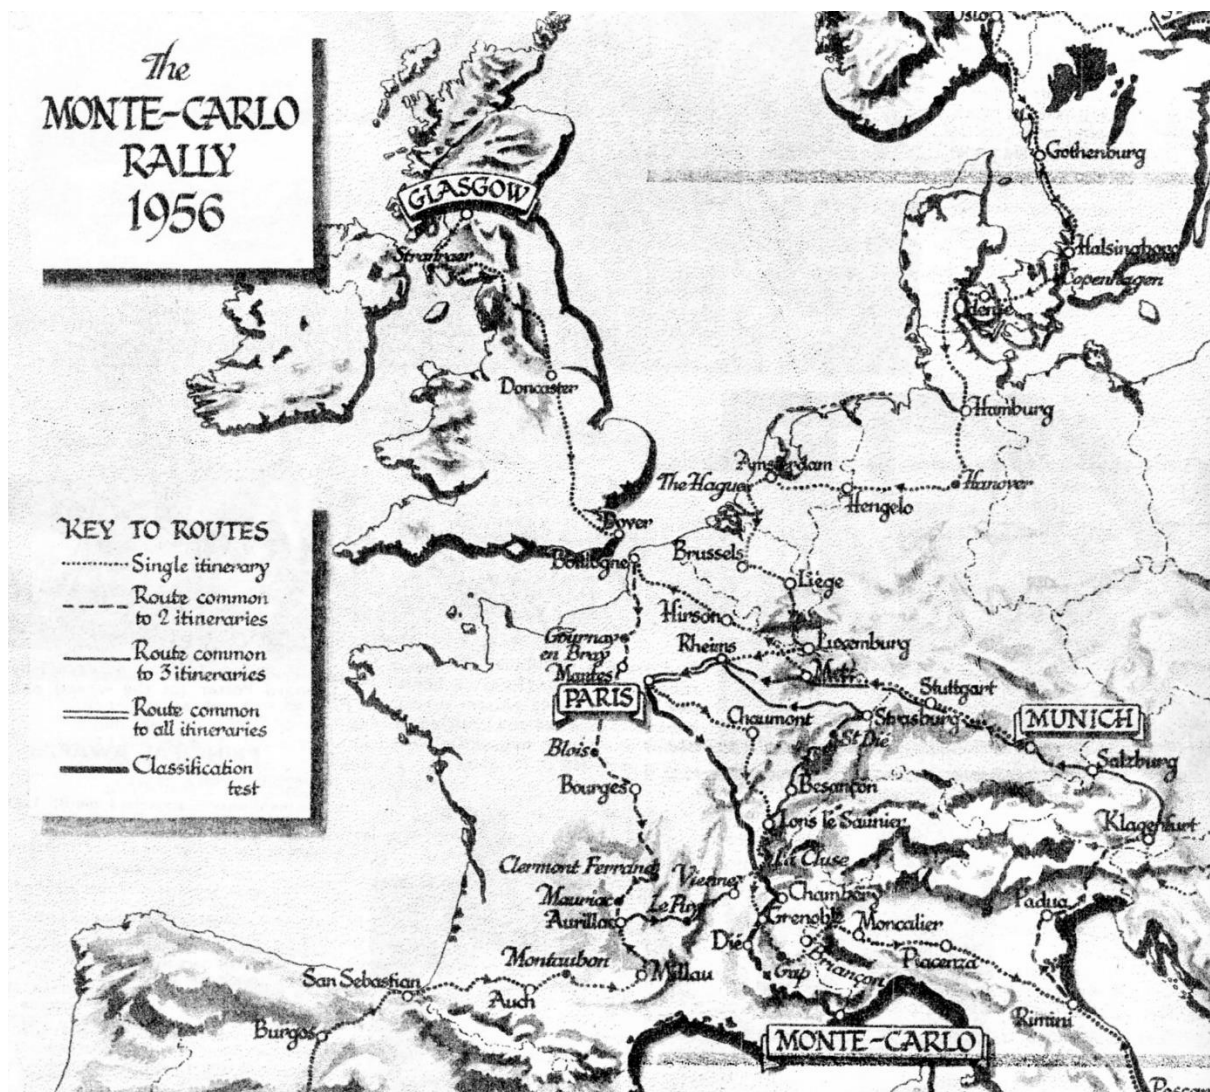 The
MONTE-CARLO
RALLY
1956
Oslo
Gothenburg
GLASGOW
Stranraer
Halsingborg
Copenhagen
Odense
Doncaster
Hamburg
Amsterdam
The Hague
Hanover
Hengelo
KEY TO ROUTES
Single itinerary
Route common
to 2 itineraries
Route common
to 3 itineraries
Route common
to all itineraries
Classification
test
Dover
Boulogne
Brussels
Liége
Hirson
Gournay
en Bray
Rheims
Luxemburg
Mantes
Metz
PARIS
Stuttgart
Chaumont
Strasburg
MUNICH
St Dié
Blois
Salzburg
Bourges
Besançon
Lons le Saunier
Klagenfurt
La Cluse
Clermont Ferrand
Vienne
Chambéry
Mauriac
Le Puy
Padua
Aurillac
Grenoble
Moncalier
Dié
Piacenza
Briançon
Montauban
Millau
Gap
San Sebastian
Auch
Burgos
Rimini
MONTE-CARLO